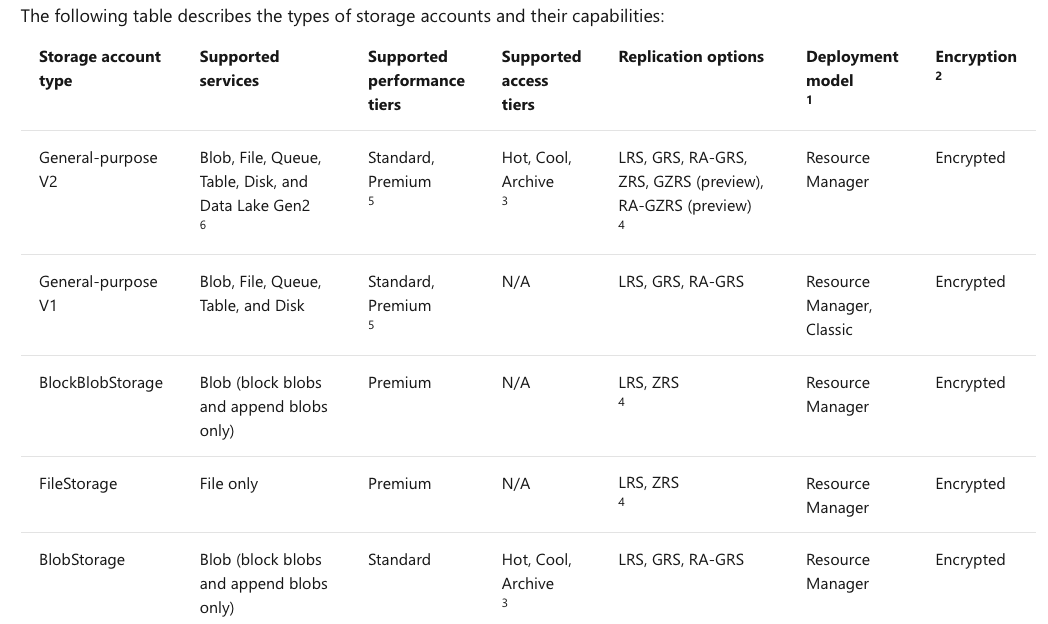 The following table describes the types of storage accounts and their capabilities:
Storage account type | Supported services | Supported performance tiers | Supported access tiers | Replication options | Deployment model 1 | Encryption 2
General-purpose V2 | Blob, File, Queue, Table, Disk, and Data Lake Gen2 6 | Standard, Premium 5 | Hot, Cool, Archive 3 | LRS, GRS, RA-GRS, ZRS, GZRS (preview), RA-GZRS (preview) 4 | Resource Manager | Encrypted
General-purpose V1 | Blob, File, Queue, Table, and Disk | Standard, Premium 5 | N/A | LRS, GRS, RA-GRS | Resource Manager, Classic | Encrypted
BlockBlobStorage | Blob (block blobs and append blobs only) | Premium | N/A | LRS, ZRS 4 | Resource Manager | Encrypted
FileStorage | File only | Premium | N/A | LRS, ZRS 4 | Resource Manager | Encrypted
BlobStorage | Blob (block blobs and append blobs only) | Standard | Hot, Cool, Archive 3 | LRS, GRS, RA-GRS | Resource Manager | Encrypted